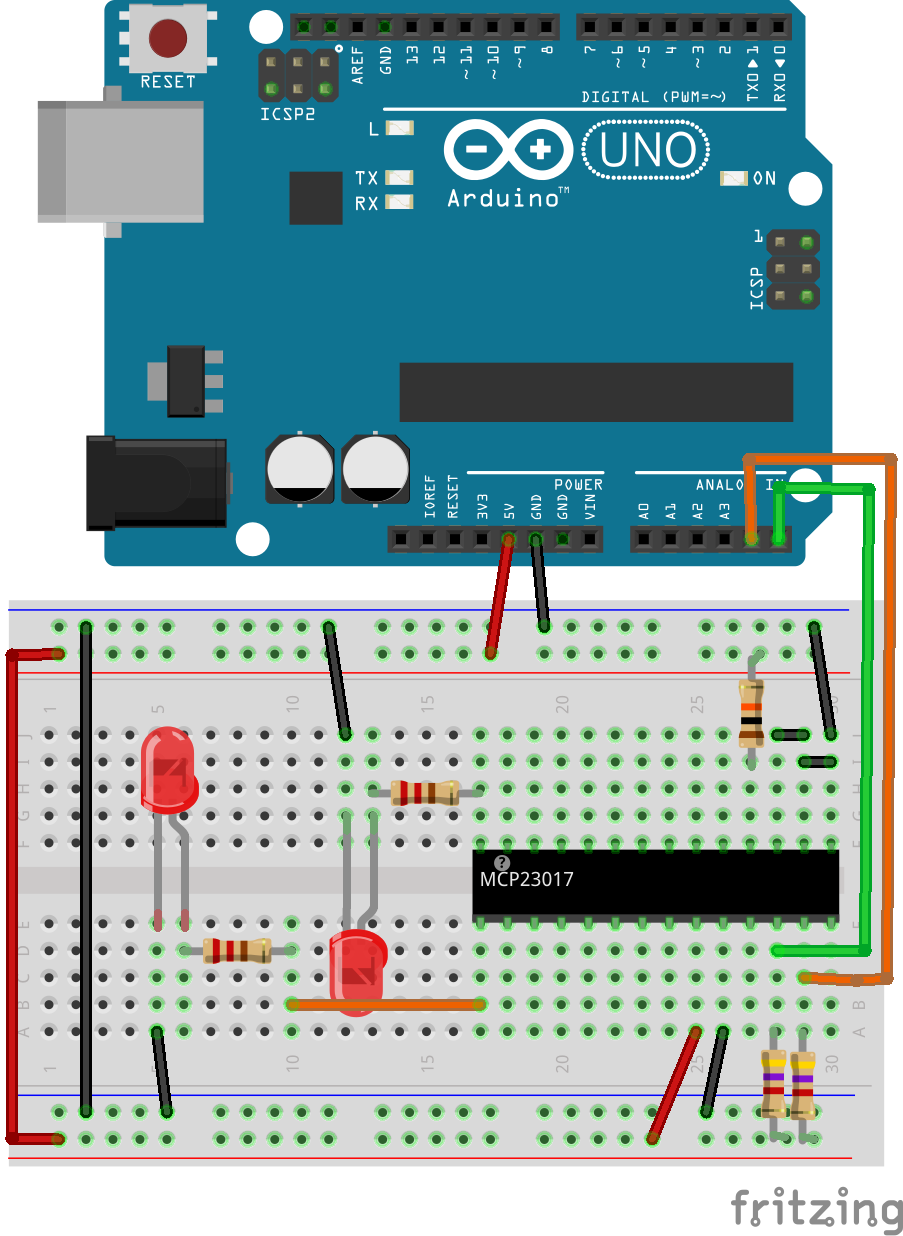 RESET
ICSP2
AREF
GND
13
12
~11
~10
~9
8
7
~6
~5
4
~3
2
TX0▶1
RX0◀0
DIGITAL (PWM=~)
L
TX
RX
Arduino™
UNO
ON
1
ICSP
IOREF
RESET
3V3
5V
GND
GND
VIN
POWER
A0
A1
A2
A3
ANALO IN
1 5 10 15 20 25 30
J
I
H
G
F
?
MCP23017
E
D
C
B B
A A
1 5 10 15 20 25 30
fritzing